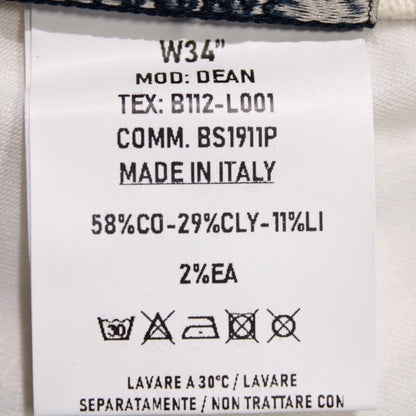 W34"
MOD: DEAN
TEX: B112-L001
COMM. BS1911P
MADE IN ITALY
58%CO-29%CLY-11%LI
2%EA
30
LAVARE A 30°C / LAVARE
SEPARATAMENTE / NON TRATTARE CON